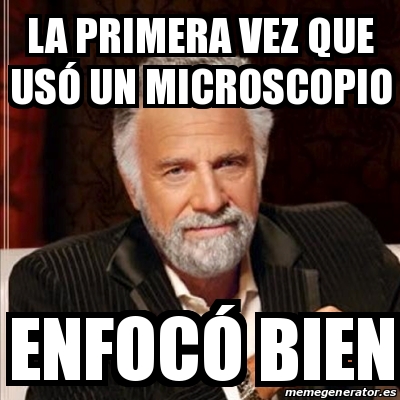 LA PRIMERA VEZ QUE
USÓ UN MICROSCOPIO
ENFOCÓ BIEN
memegenerator.es